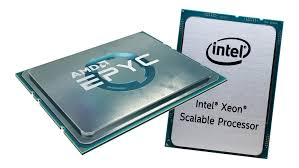 AMD
EPYC
intel
Intel® Xeon®
Scalable Processor